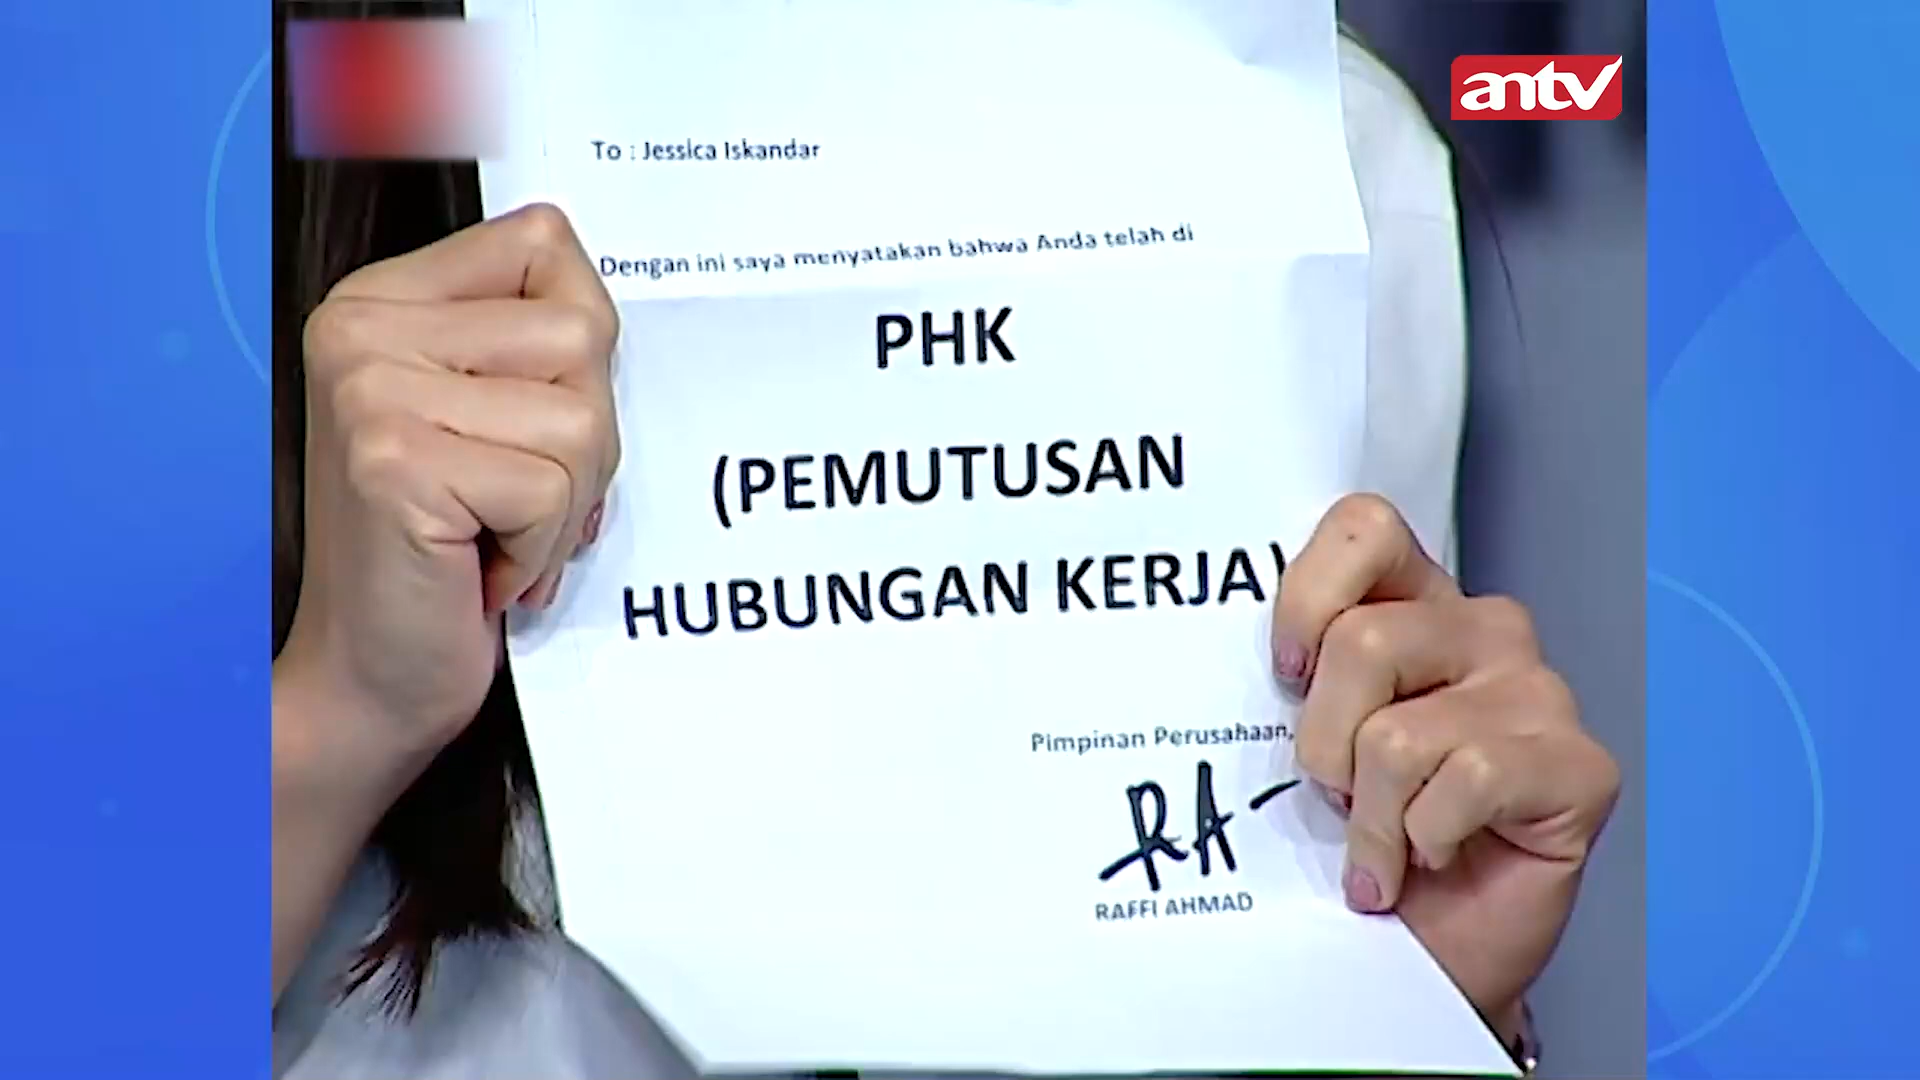 antv
To : Jessica Iskandar
Dengan ini saya menyatakan bahwa Anda telah di
PHK
(PEMUTUSAN
HUBUNGAN KERJA)
Pimpinan Perusahaan,
RA
RAFFI AHMAD